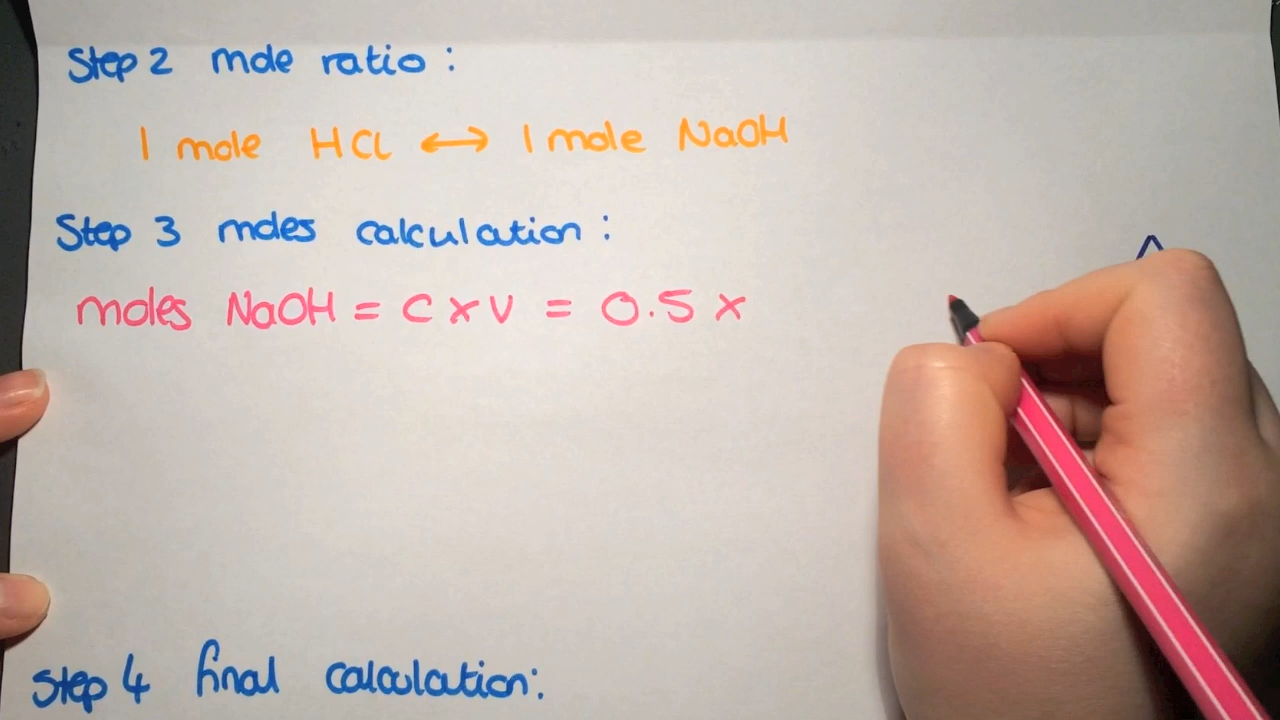 Step 2 mole ratio :
1 mole HCl ↔ 1 mole NaOH
Step 3 moles calculation :
moles NaOH = C x V = 0.5 x
Step 4 final calculation: